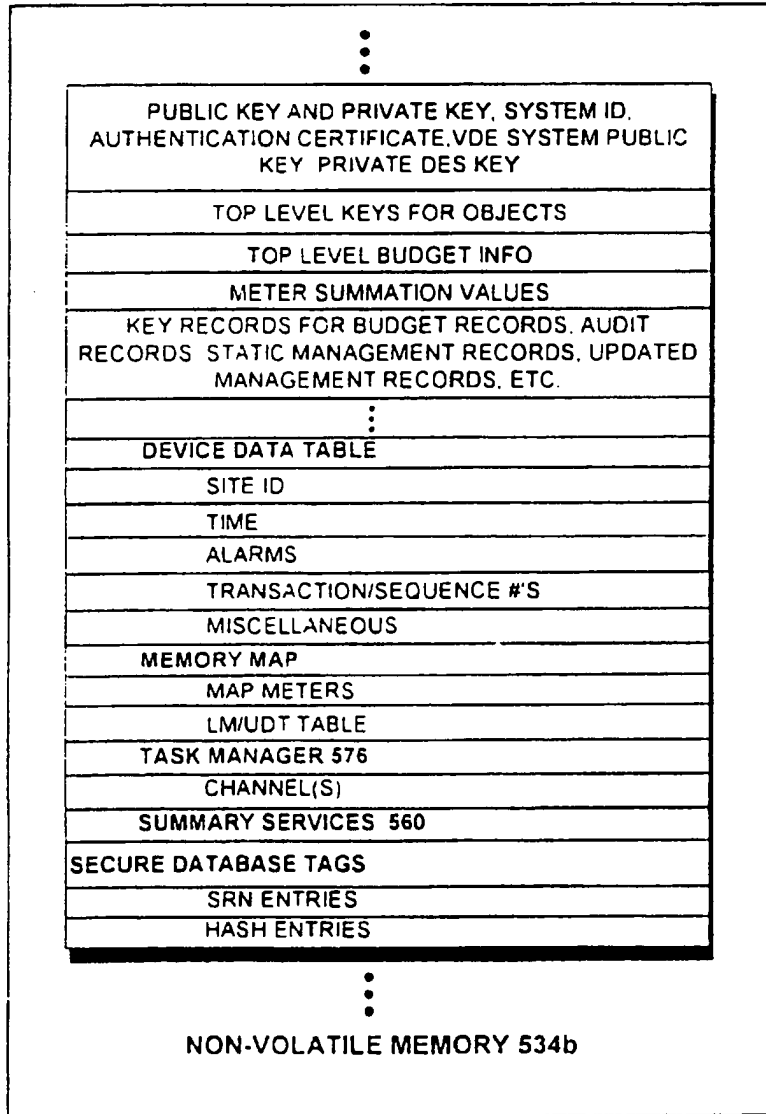 PUBLIC KEY AND PRIVATE KEY, SYSTEM ID,
AUTHENTICATION CERTIFICATE,VDE SYSTEM PUBLIC
KEY PRIVATE DES KEY
TOP LEVEL KEYS FOR OBJECTS
TOP LEVEL BUDGET INFO
METER SUMMATION VALUES
KEY RECORDS FOR BUDGET RECORDS, AUDIT
RECORDS STATIC MANAGEMENT RECORDS, UPDATED
MANAGEMENT RECORDS, ETC.
DEVICE DATA TABLE
SITE ID
TIME
ALARMS
TRANSACTION/SEQUENCE #'S
MISCELLANEOUS
MEMORY MAP
MAP METERS
LM/UDT TABLE
TASK MANAGER 576
CHANNEL(S)
SUMMARY SERVICES 560
SECURE DATABASE TAGS
SRN ENTRIES
HASH ENTRIES
NON-VOLATILE MEMORY 534b